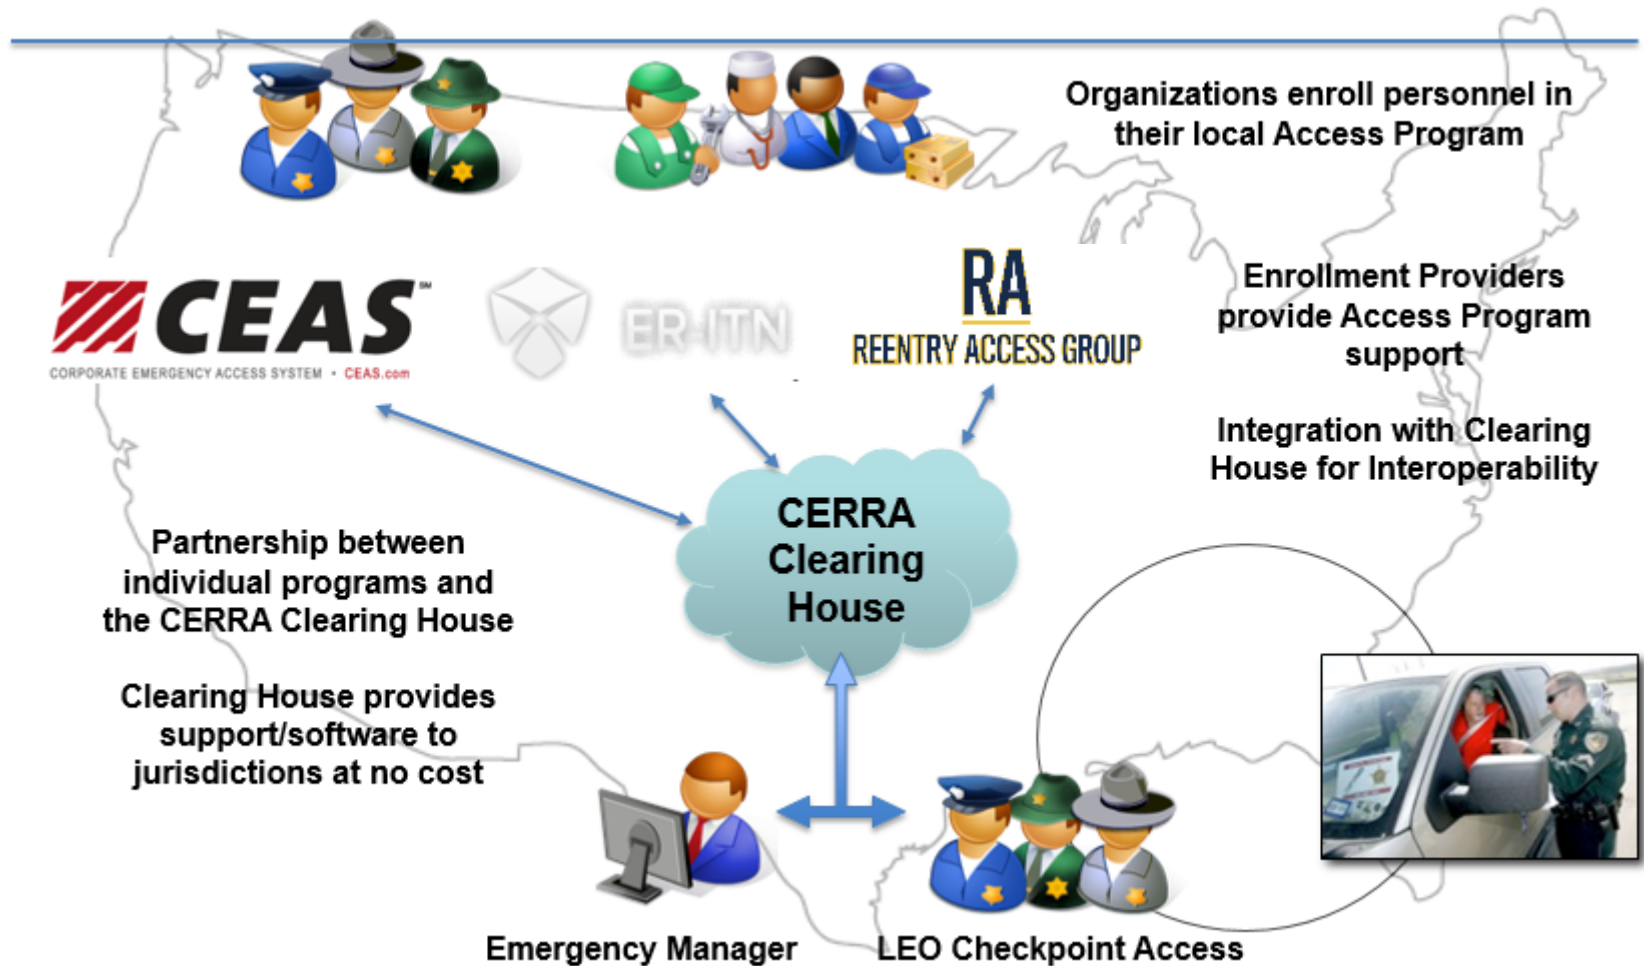 Organizations enroll personnel in
their local Access Program
CEAS℠
CORPORATE EMERGENCY ACCESS SYSTEM • CEAS.com
ER-ITN
RA
REENTRY ACCESS GROUP
Enrollment Providers
provide Access Program
support
Integration with Clearing
House for Interoperability
CERRA
Clearing
House
Partnership between
individual programs and
the CERRA Clearing House
Clearing House provides
support/software to
jurisdictions at no cost
Emergency Manager
LEO Checkpoint Access